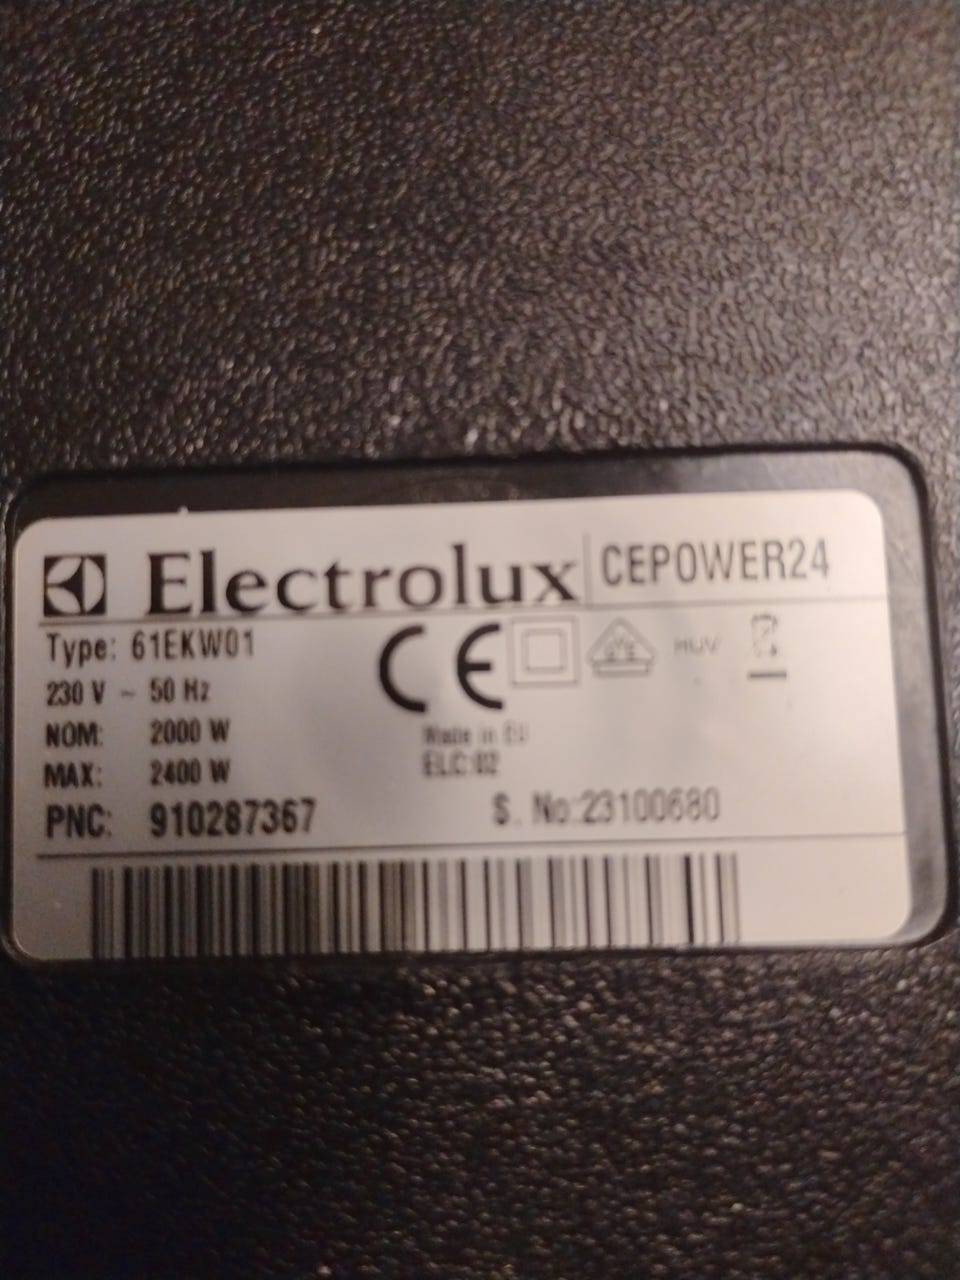 Electrolux CEPOWER24
Type: 61EKW01
230 V ~ 50 Hz
NOM: 2000 W
MAX: 2400 W
Made in EU
ELC:02
PNC: 910287367 S. No:23100680